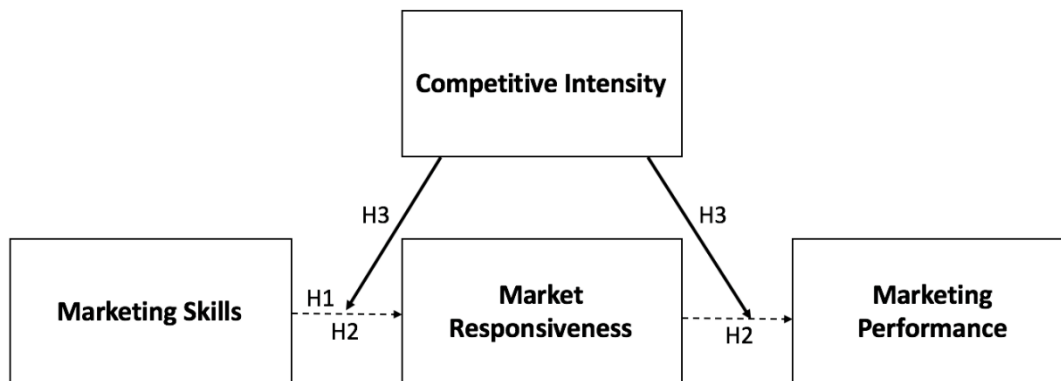 Competitive Intensity
H3
H3
Marketing Skills
H1
H2
Market
Responsiveness
H2
Marketing
Performance